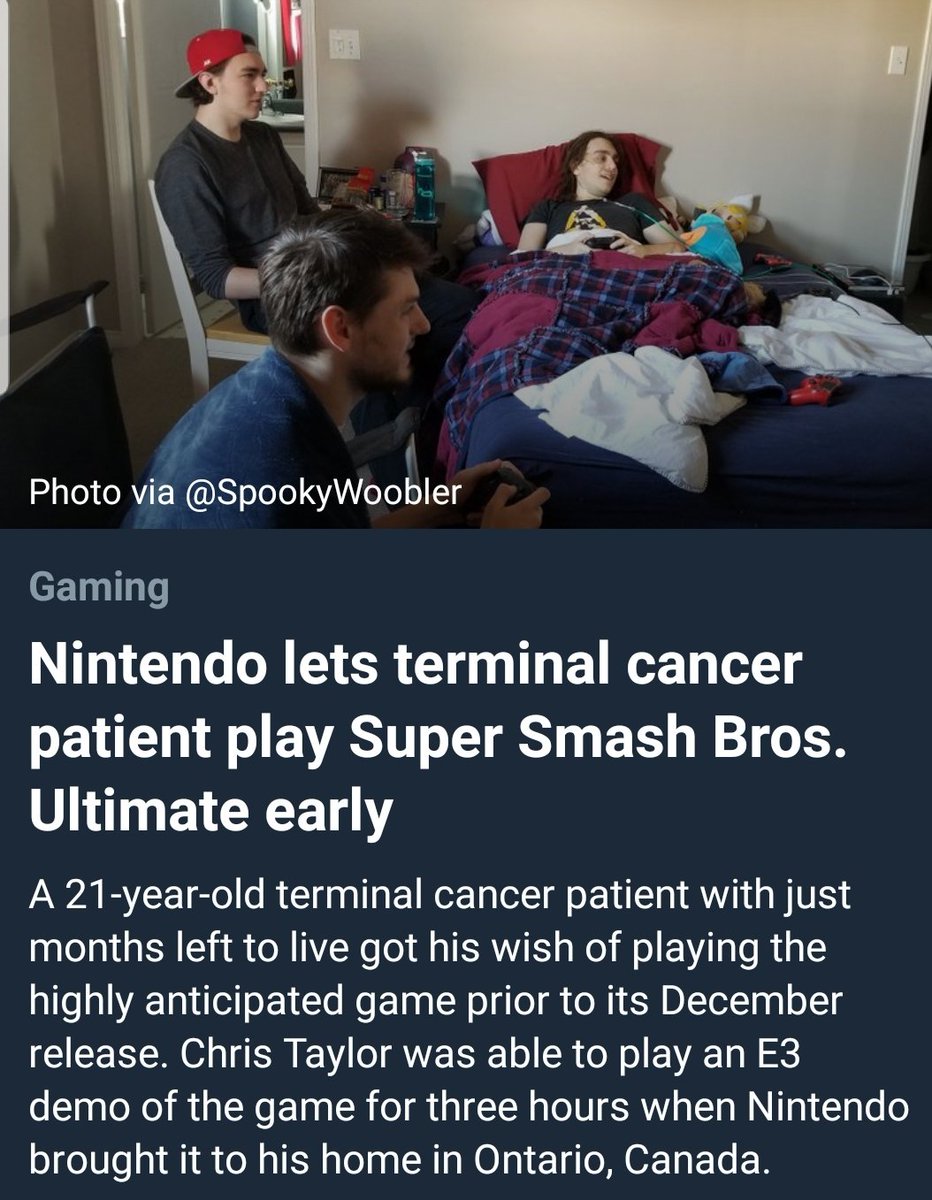 Photo via @SpookyWoobler
Gaming
Nintendo lets terminal cancer
patient play Super Smash Bros.
Ultimate early
A 21-year-old terminal cancer patient with just
months left to live got his wish of playing the
highly anticipated game prior to its December
release. Chris Taylor was able to play an E3
demo of the game for three hours when Nintendo
brought it to his home in Ontario, Canada.